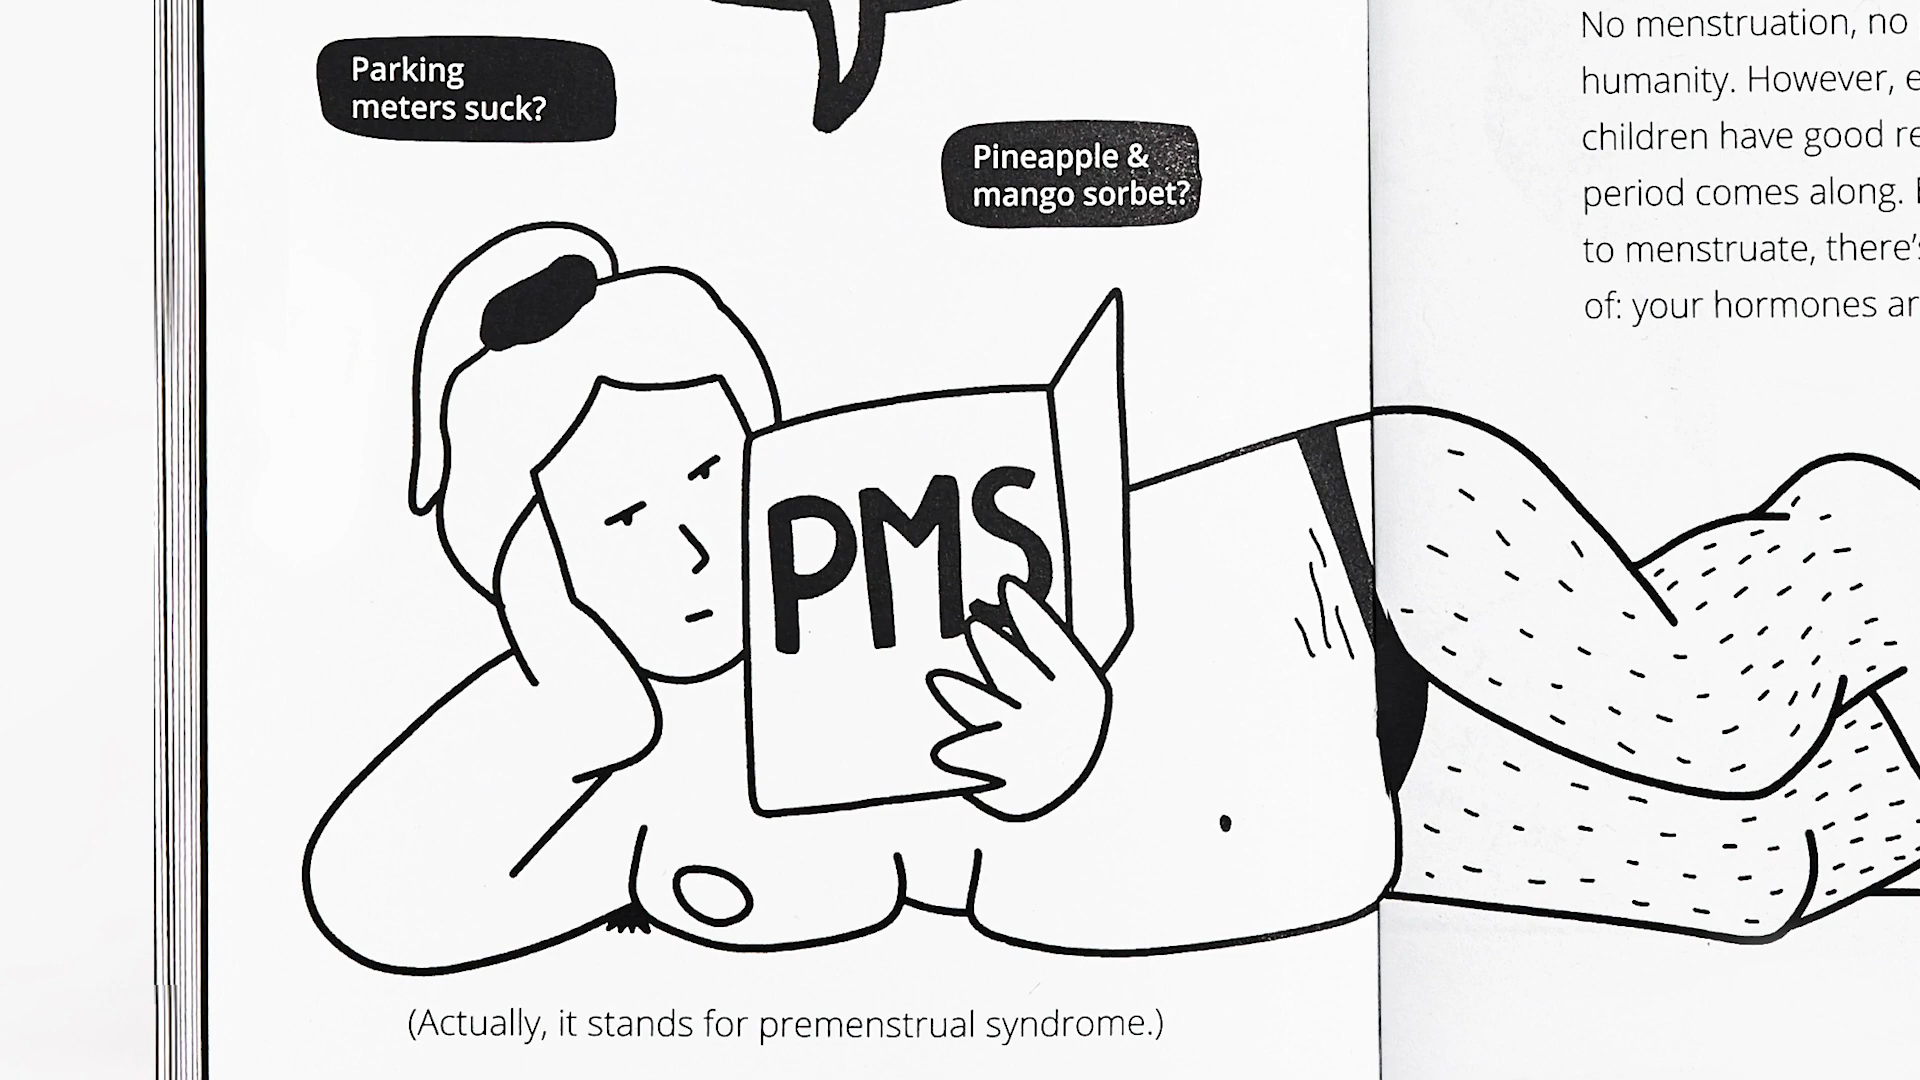 Parking
meters suck?
Pineapple &
mango sorbet?
PMS
(Actually, it stands for premenstrual syndrome.)
No menstruation, no
humanity. However,
children have good
period comes along.
to menstruate, there's
of: your hormones